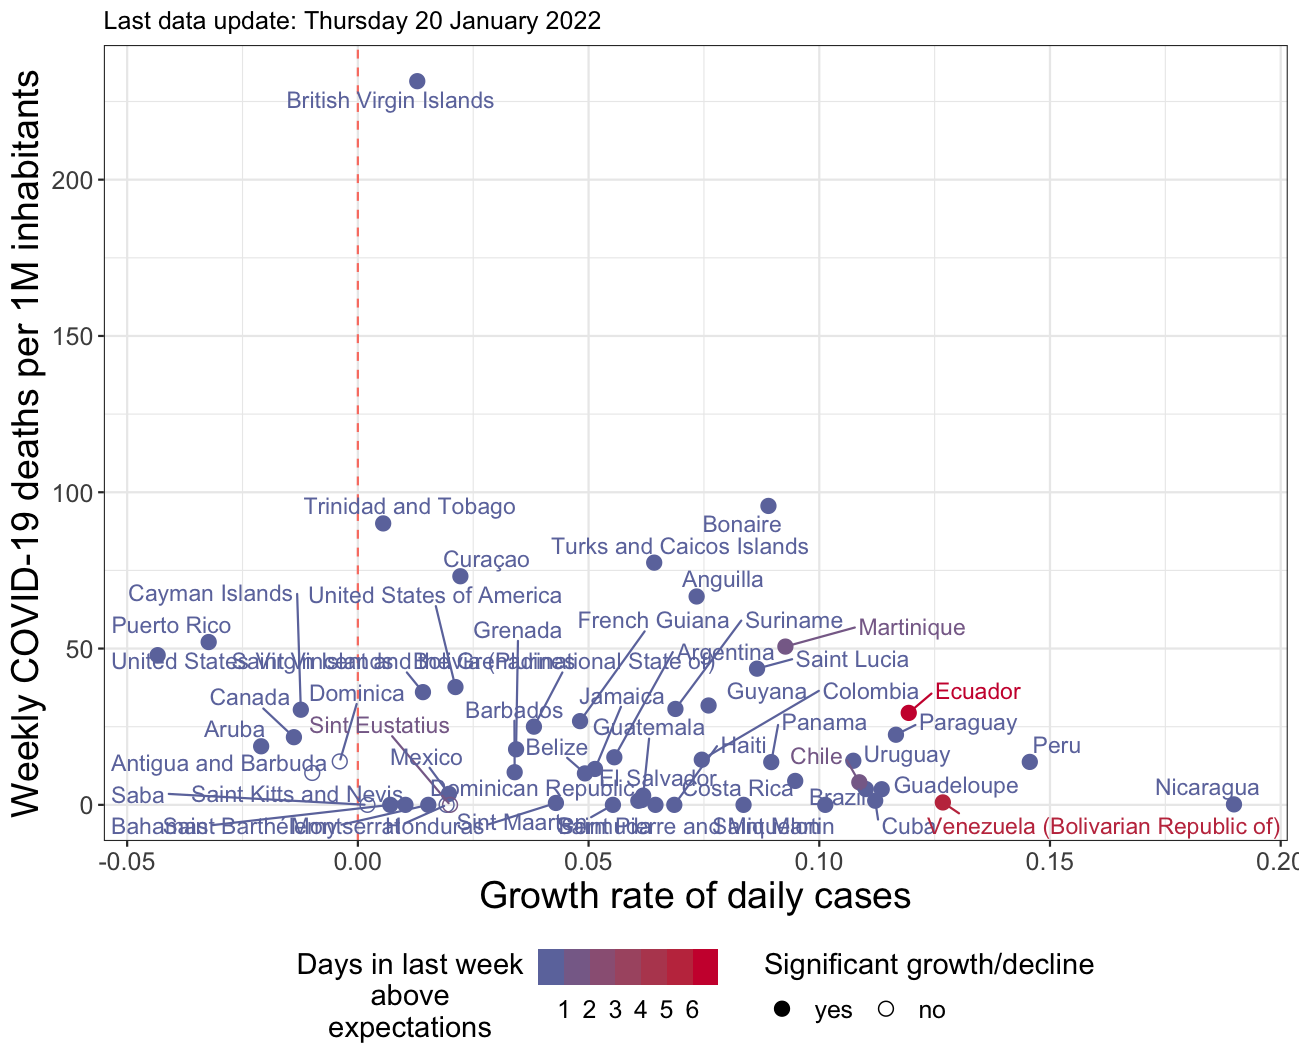 Last data update: Thursday 20 January 2022
Weekly COVID-19 deaths per 1M inhabitants
200
150
100
50
0
British Virgin Islands
Trinidad and Tobago
Bonaire
Turks and Caicos Islands
Curaçao
Anguilla
Cayman Islands
United States of America
Puerto Rico
Grenada
French Guiana
Suriname
Martinique
United States Virgin Islands
Saint Vincent and the Grenadines
Bolivia (Plurinational State of)
Argentina
Saint Lucia
Canada
Dominica
Jamaica
Guyana
Colombia
Ecuador
Barbados
Aruba
Sint Eustatius
Guatemala
Panama
Paraguay
Belize
Haiti
Peru
Antigua and Barbuda
Mexico
Chile
Uruguay
El Salvador
Saba
Saint Kitts and Nevis
Dominican Republic
Costa Rica
Brazil
Guadeloupe
Nicaragua
Bahamas
Saint Barthélemy
Montserrat
Honduras
Sint Maarten
Bermuda
Saint Pierre and Miquelon
Saint Martin
Cuba
Venezuela (Bolivarian Republic of)
-0.05
0.00
0.05
0.10
0.15
Growth rate of daily cases
Days in last week
above
expectations
1 2 3 4 5 6
Significant growth/decline
yes
no